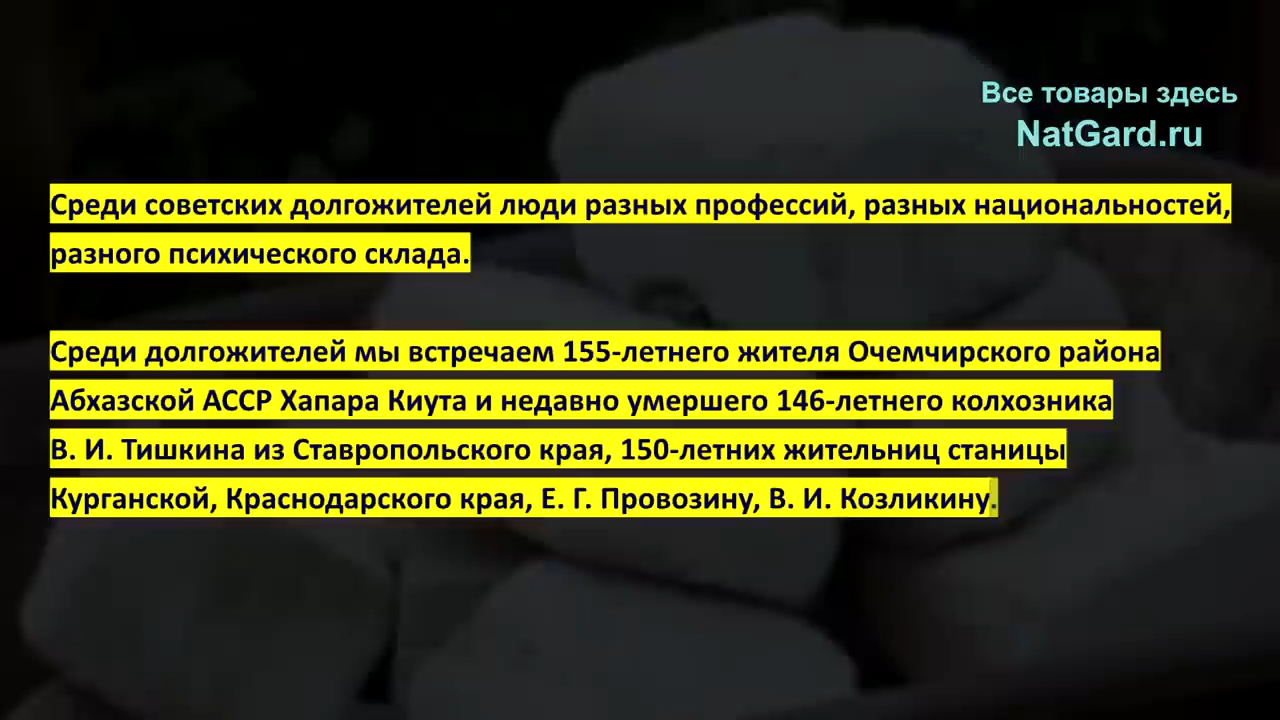 Все товары здесь
NatGard.ru
Среди советских долгожителей люди разных профессий, разных национальностей,
разного психического склада.
Среди долгожителей мы встречаем 155-летнего жителя Очемчирского района
Абхазской АССР Хапара Киута и недавно умершего 146-летнего колхозника
В. И. Тишкина из Ставропольского края, 150-летних жительниц станицы
Курганской, Краснодарского края, Е. Г. Провозину, В. И. Козликину.